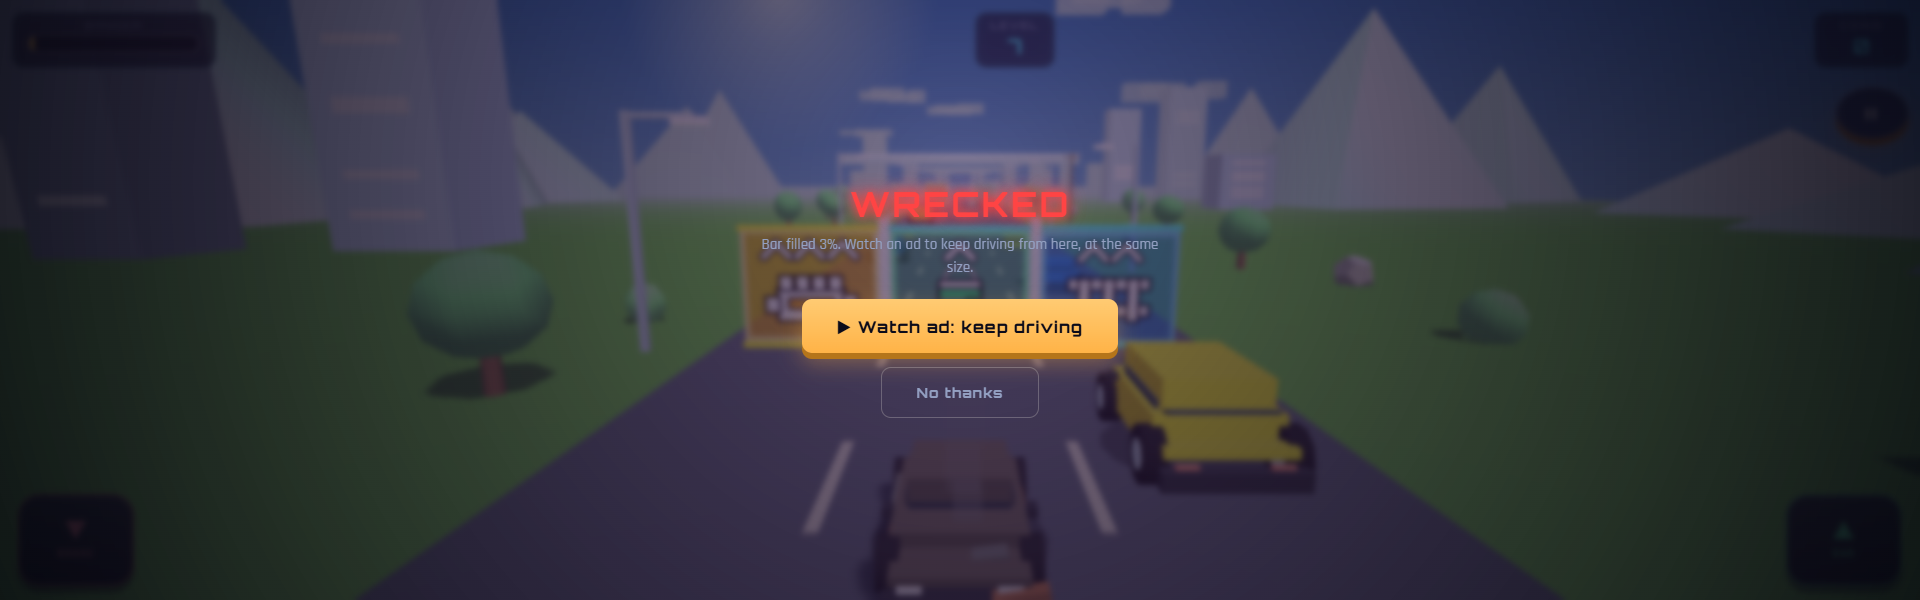 WRECKED
Bar filled 3%. Watch an ad to keep driving from here, at the same
size.
▶ Watch ad: keep driving
No thanks